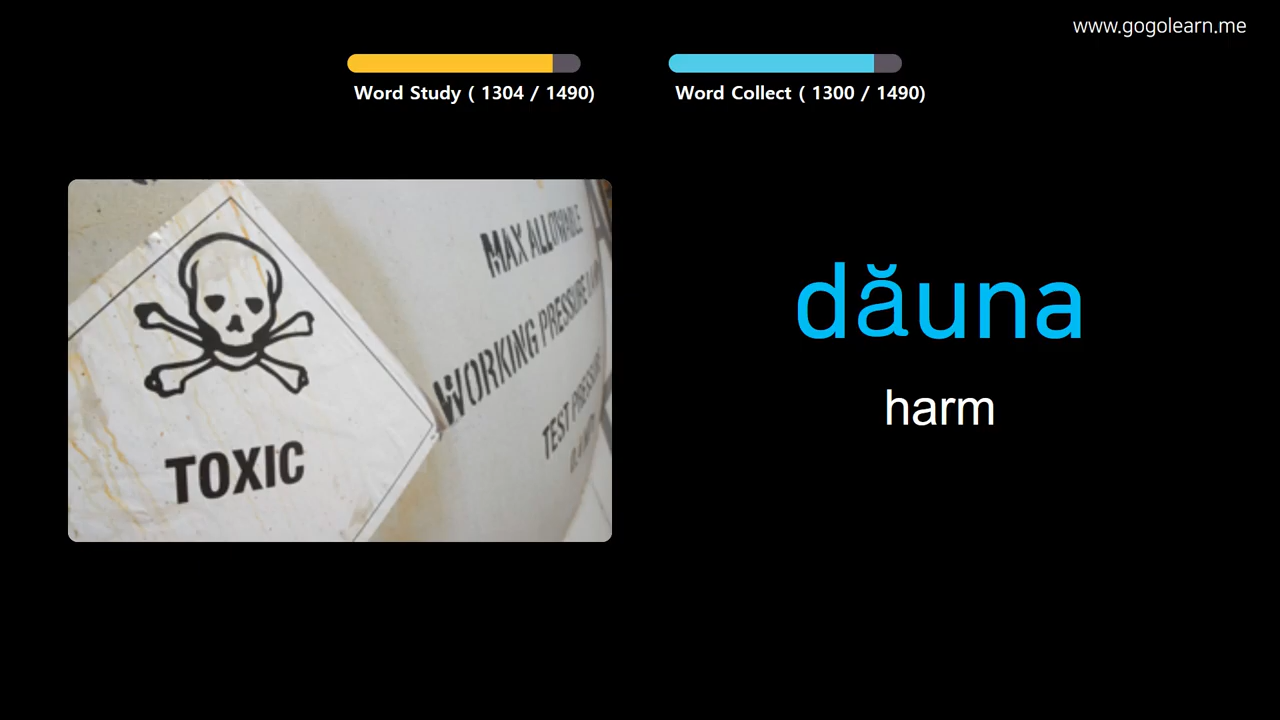 www.gogolearn.me
Word Study ( 1304 / 1490)
Word Collect ( 1300 / 1490)
MAX ALLOWABLE
WORKING PRESSURE
TOXIC
TEST PRESSURE
dăuna
harm